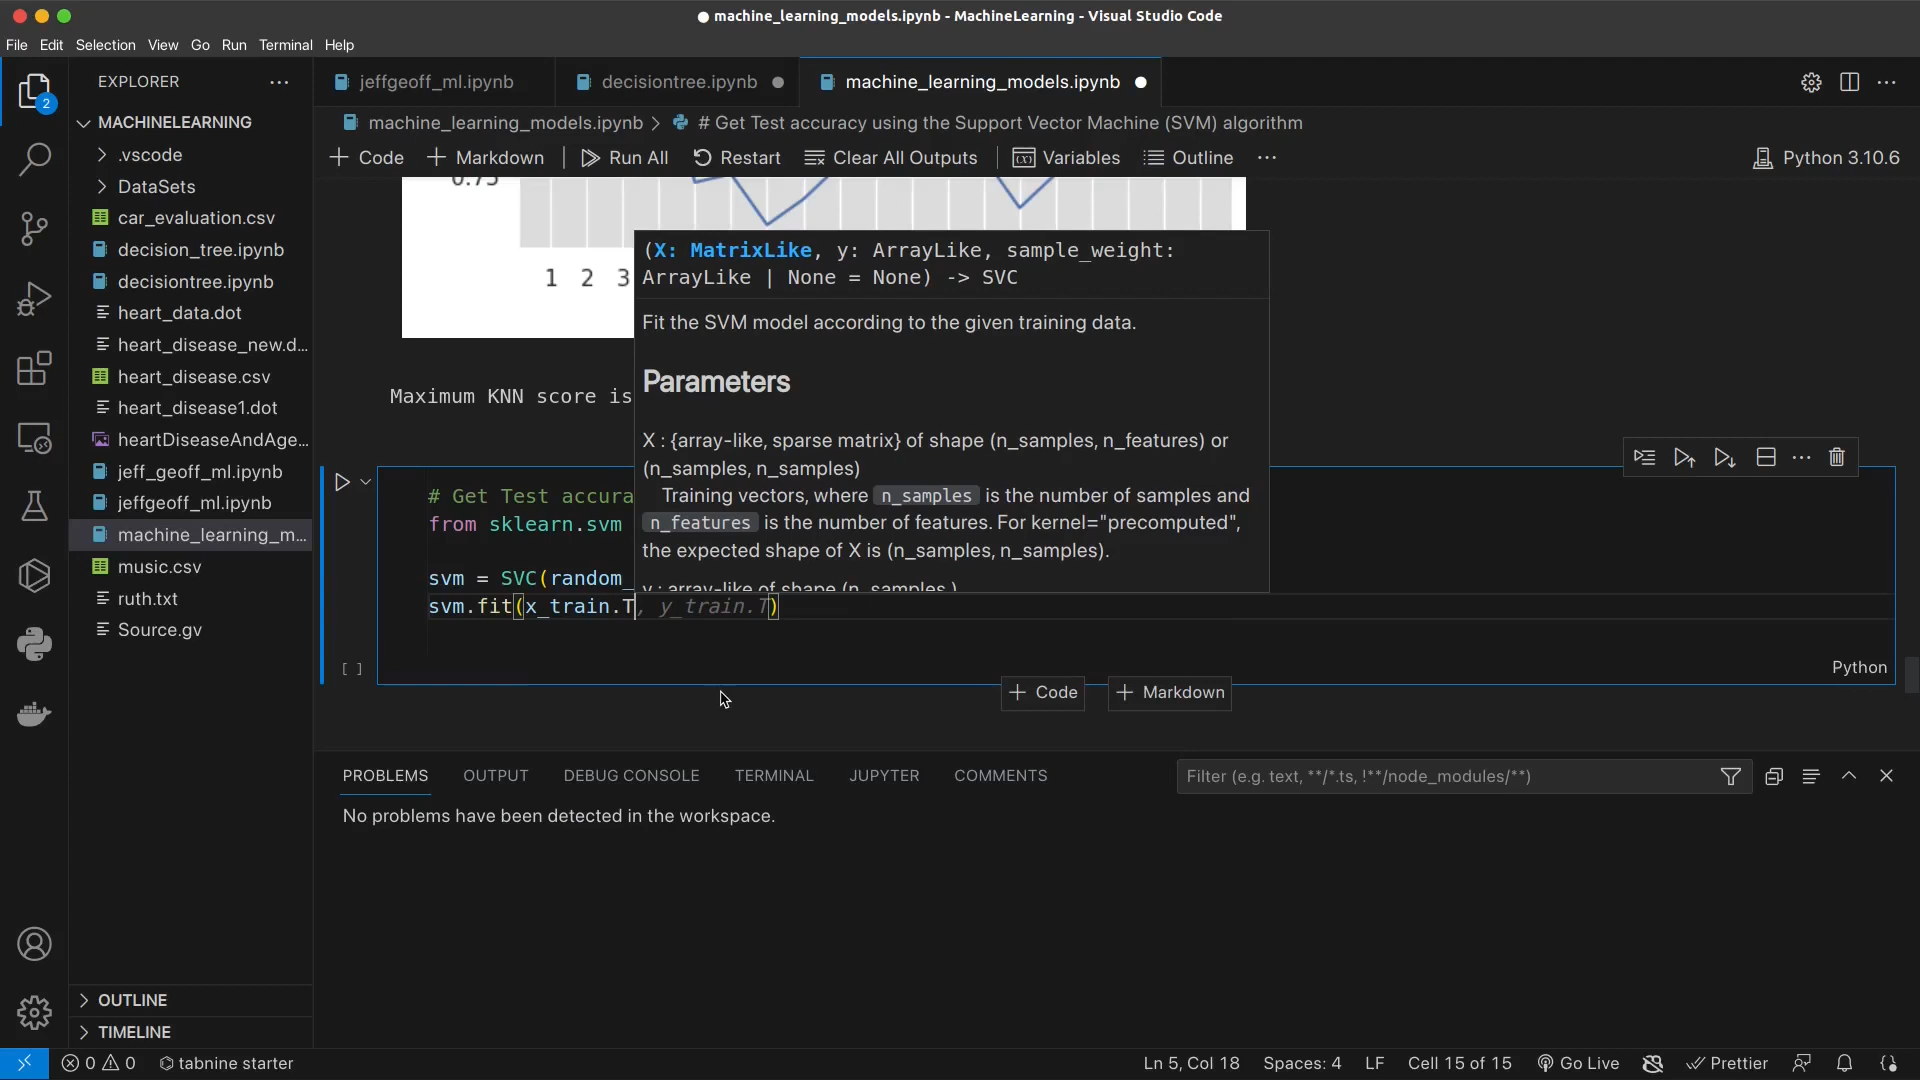 machine_learning_models.ipynb - MachineLearning - Visual Studio Code
File Edit Selection View Go Run Terminal Help
EXPLORER
jeffgeoff_ml.ipynb
decisiontree.ipynb
machine_learning_models.ipynb
2
MACHINELEARNING
machine_learning_models.ipynb > # Get Test accuracy using the Support Vector Machine (SVM) algorithm
+ Code + Markdown Run All Restart Clear All Outputs Variables Outline ... Python 3.10.6
.vscode
DataSets
car_evaluation.csv
decision_tree.ipynb
decisiontree.ipynb
heart_data.dot
heart_disease_new.d...
heart_disease.csv
heart_disease1.dot
heartDiseaseAndAge...
jeff_geoff_ml.ipynb
jeffgeoff_ml.ipynb
machine_learning_m...
music.csv
ruth.txt
Source.gv
OUTLINE
TIMELINE
0.75
1 2 3
Maximum KNN score is
(X: MatrixLike, y: ArrayLike, sample_weight:
ArrayLike | None = None) -> SVC
Fit the SVM model according to the given training data.
Parameters
X : {array-like, sparse matrix} of shape (n_samples, n_features) or
(n_samples, n_samples)
Training vectors, where n_samples is the number of samples and
n_features is the number of features. For kernel="precomputed",
the expected shape of X is (n_samples, n_samples).
y : array-like of shape (n_samples,)
# Get Test accura
from sklearn.svm
svm = SVC(random_
svm.fit(x_train.T, y_train.T)
[ ]
Python
+ Code + Markdown
PROBLEMS OUTPUT DEBUG CONSOLE TERMINAL JUPYTER COMMENTS
Filter (e.g. text, **/*.ts, !**/node_modules/**)
No problems have been detected in the workspace.
0 0 tabnine starter Ln 5, Col 18 Spaces: 4 LF Cell 15 of 15 Go Live Prettier